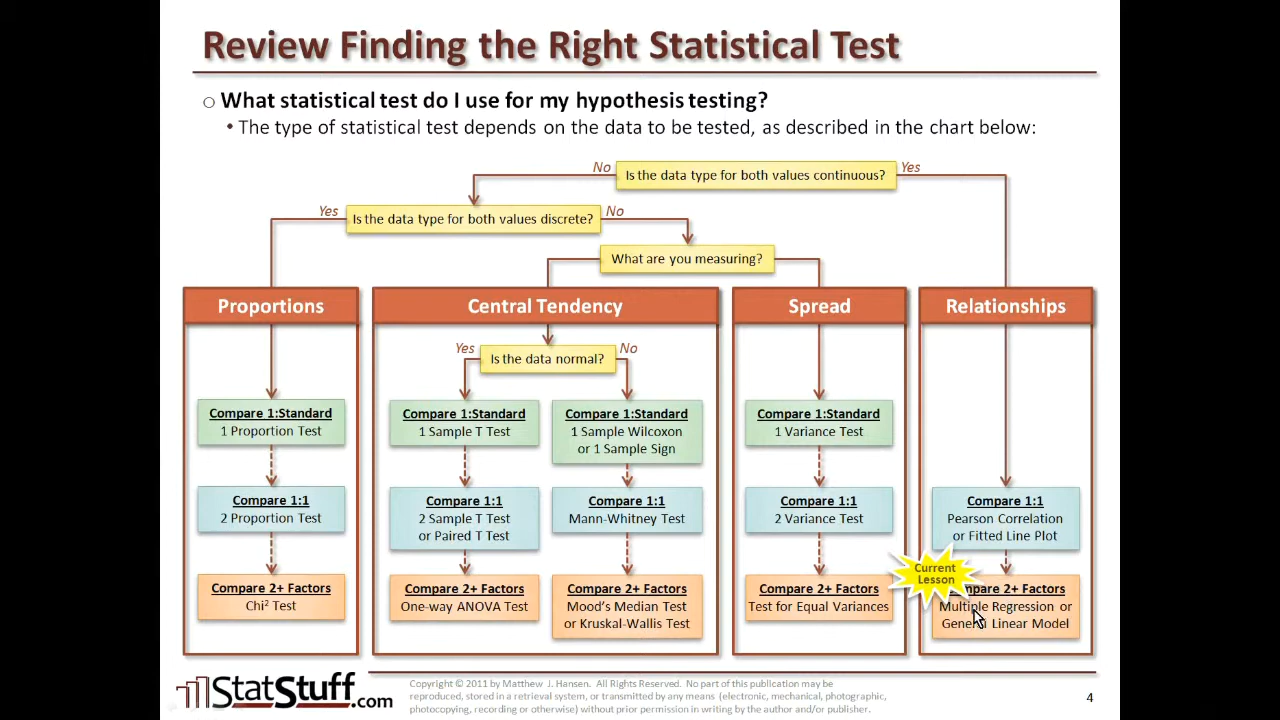 Review Finding the Right Statistical Test
What statistical test do I use for my hypothesis testing?
• The type of statistical test depends on the data to be tested, as described in the chart below:
No
Is the data type for both values continuous?
Yes
Yes
Is the data type for both values discrete?
No
What are you measuring?
Proportions
Central Tendency
Spread
Relationships
Yes
Is the data normal?
No
Compare 1:Standard
1 Proportion Test
Compare 1:Standard
1 Sample T Test
Compare 1:Standard
1 Sample Wilcoxon
or 1 Sample Sign
Compare 1:Standard
1 Variance Test
Compare 1:1
2 Proportion Test
Compare 1:1
2 Sample T Test
or Paired T Test
Compare 1:1
Mann-Whitney Test
Compare 1:1
2 Variance Test
Compare 1:1
Pearson Correlation
or Fitted Line Plot
Current
Lesson
Compare 2+ Factors
Chi² Test
Compare 2+ Factors
One-way ANOVA Test
Compare 2+ Factors
Mood's Median Test
or Kruskal-Wallis Test
Compare 2+ Factors
Test for Equal Variances
2+ Factors
Multiple Regression or
Linear Model
StatStuff.com
Copyright © 2011 by Matthew J. Hansen. All Rights Reserved. No part of this publication may be
reproduced, stored in a retrieval system, or transmitted by any means (electronic, mechanical, photographic,
photocopying, recording or otherwise) without prior permission in writing by the author and/or publisher.
4